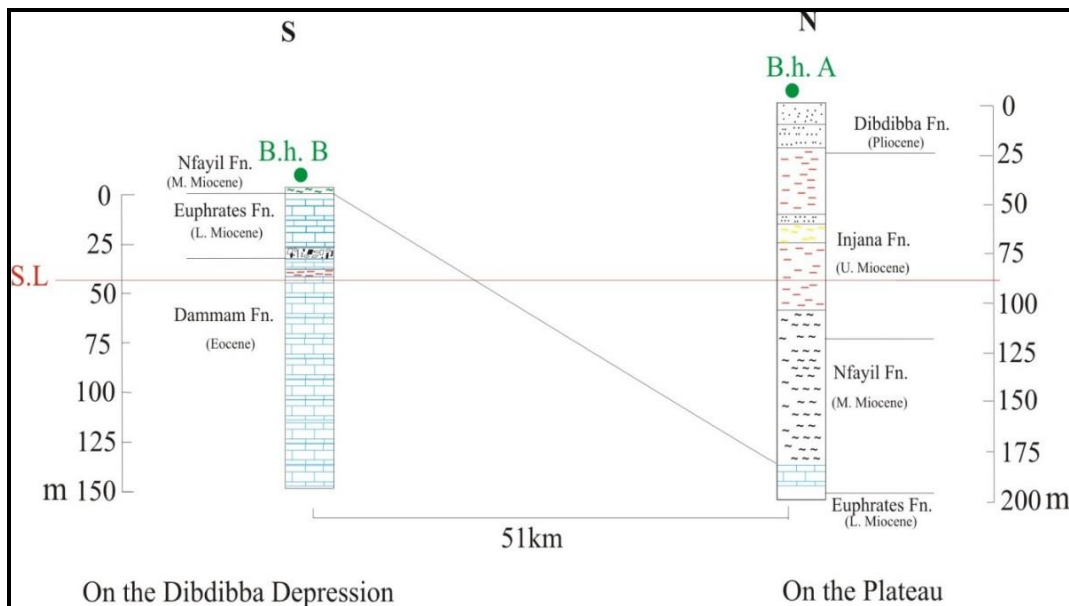 S
N
B.h. A
B.h. B
Nfayil Fn.
(M. Miocene)
Euphrates Fn.
(L. Miocene)
Dammam Fn.
(Eocene)
S.L
0
25
50
75
100
125
m 150
Dibdibba Fn.
(Pliocene)
Injana Fn.
(U. Miocene)
Nfayil Fn.
(M. Miocene)
Euphrates Fn.
(L. Miocene)
0
25
50
75
100
125
150
175
200 m
51km
On the Dibdibba Depression
On the Plateau